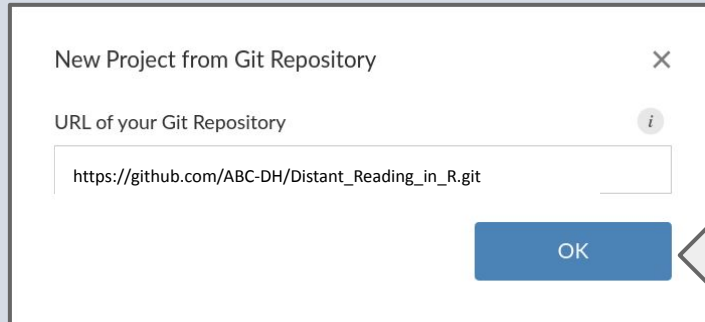 New Project from Git Repository ×
URL of your Git Repository i
https://github.com/ABC-DH/Distant_Reading_in_R.git
OK